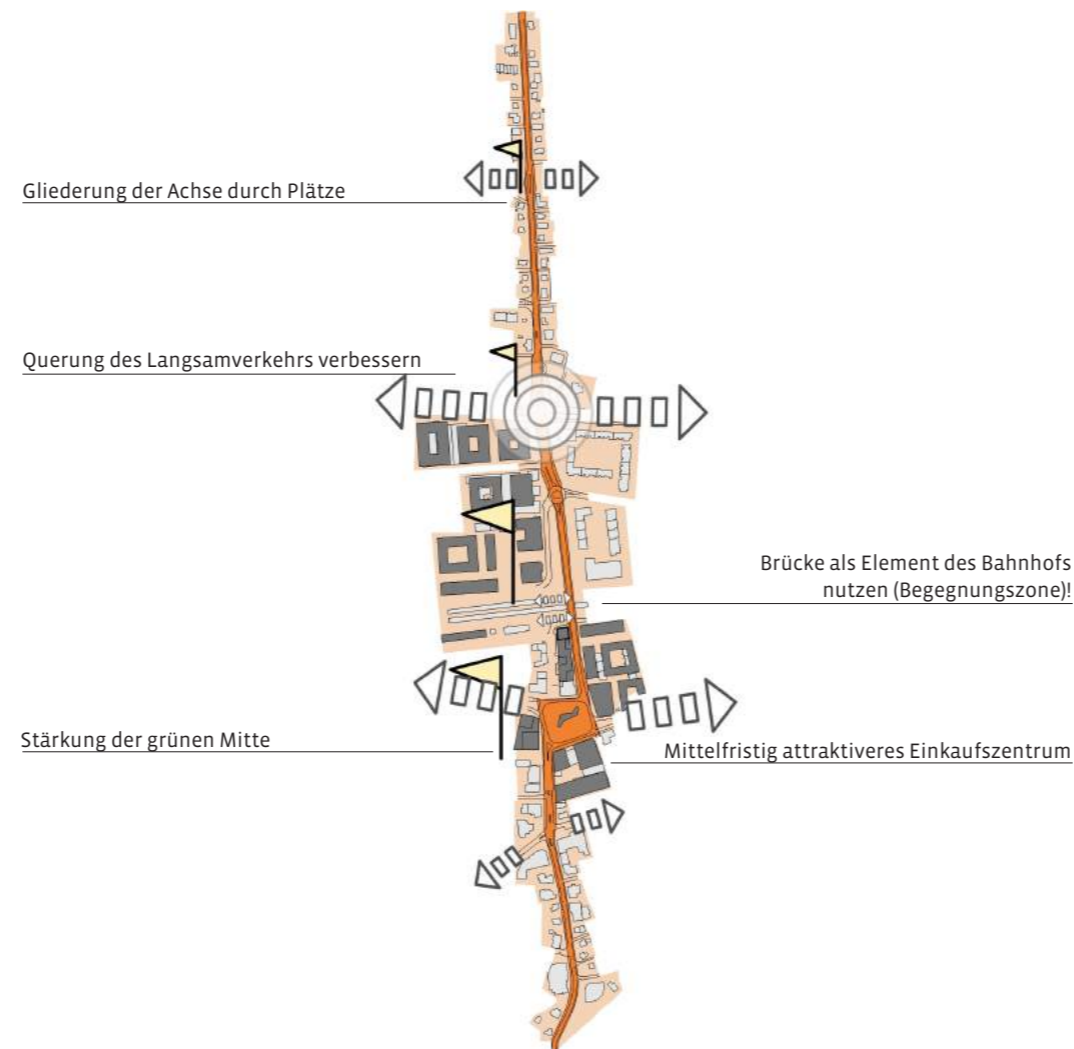 Gliederung der Achse durch Plätze
Querung des Langsamverkehrs verbessern
Brücke als Element des Bahnhofs
nutzen (Begegnungszone)!
Stärkung der grünen Mitte
Mittelfristig attraktiveres Einkaufszentrum